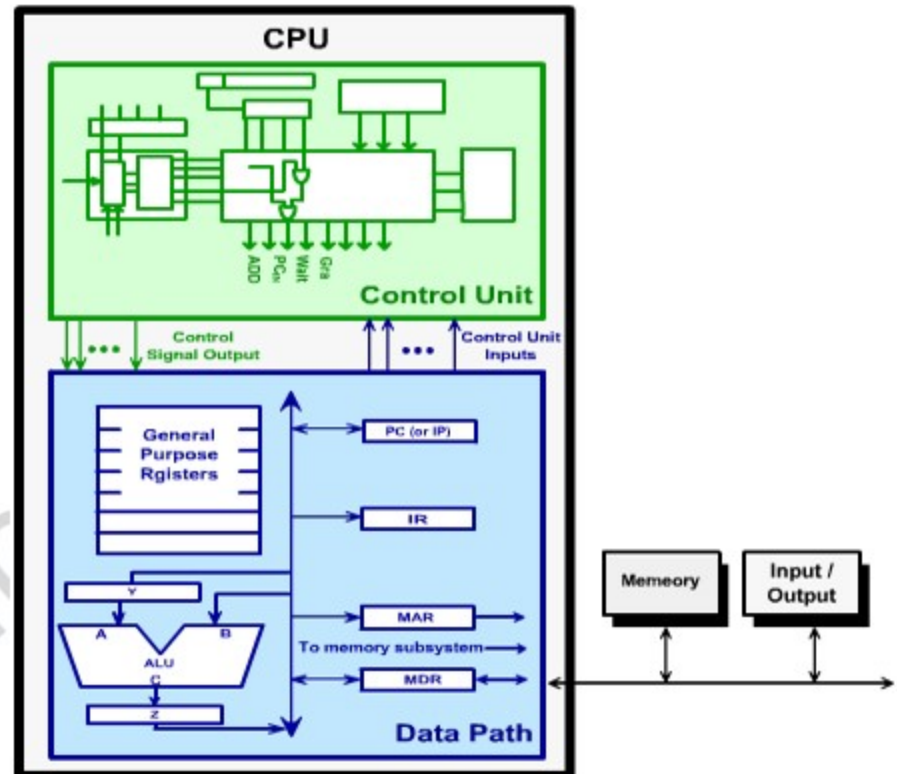 CPU
ADD
PCIN
Wait
Gra
Control Unit
Control
Signal Output
Control Unit
Inputs
General
Purpose
Rgisters
PC (or IP)
IR
Y
A
B
ALU
C
MAR
To memory subsystem
MDR
Z
Data Path
Memeory
Input /
Output